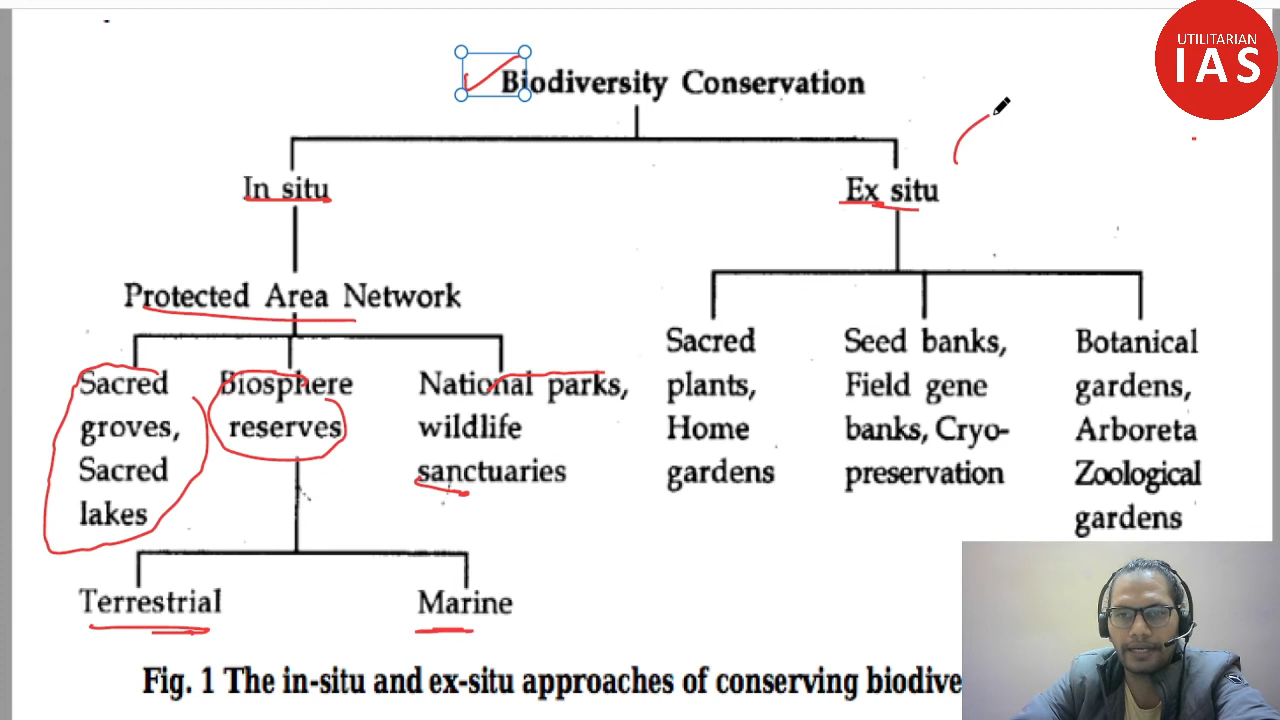 UTILITARIAN
IAS
Biodiversity Conservation
In situ
Ex situ
Protected Area Network
Sacred
groves,
Sacred
lakes
Biosphere
reserves
National parks,
wildlife
sanctuaries
Sacred
plants,
Home
gardens
Seed banks,
Field gene
banks, Cryo-
preservation
Botanical
gardens,
Arboreta
Zoological
gardens
Terrestrial
Marine
Fig. 1 The in-situ and ex-situ approaches of conserving biodive